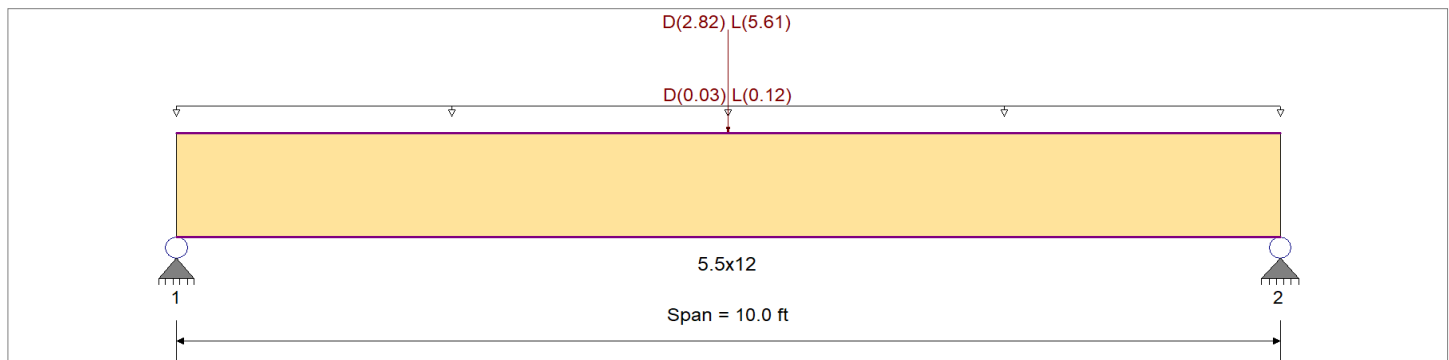 D(2.82) L(5.61)
D(0.03) L(0.12)
5.5x12
1
2
Span = 10.0 ft